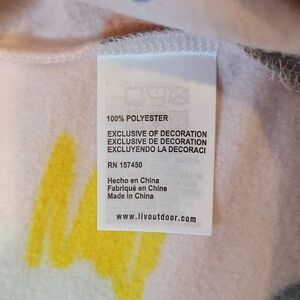 100% POLYESTER
EXCLUSIVE OF DECORATION
EXCLUSIVE DE DECORATION
EXCLUYENDO LA DECORACI
RN 157450
Hecho en China
Fabriqué en Chine
Made in China
www.livoutdoor.com